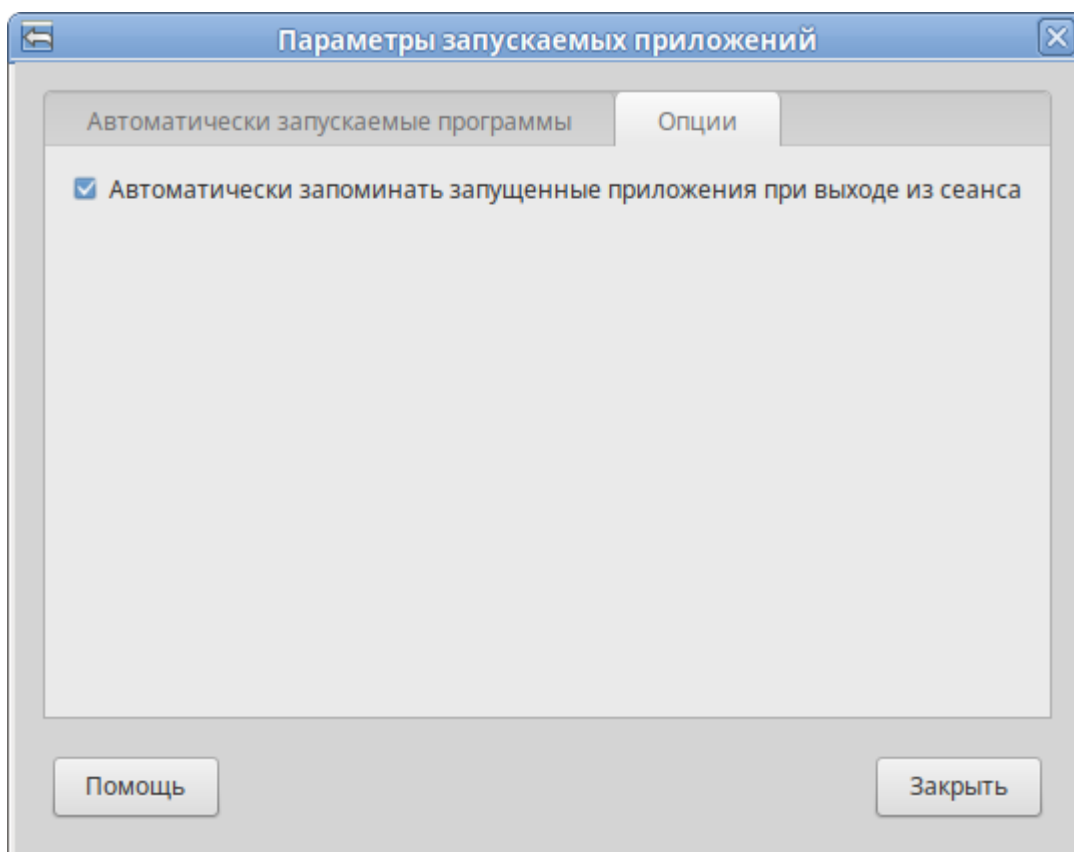 Параметры запускаемых приложений
Автоматически запускаемые программы
Опции
Автоматически запоминать запущенные приложения при выходе из сеанса
Помощь
Закрыть